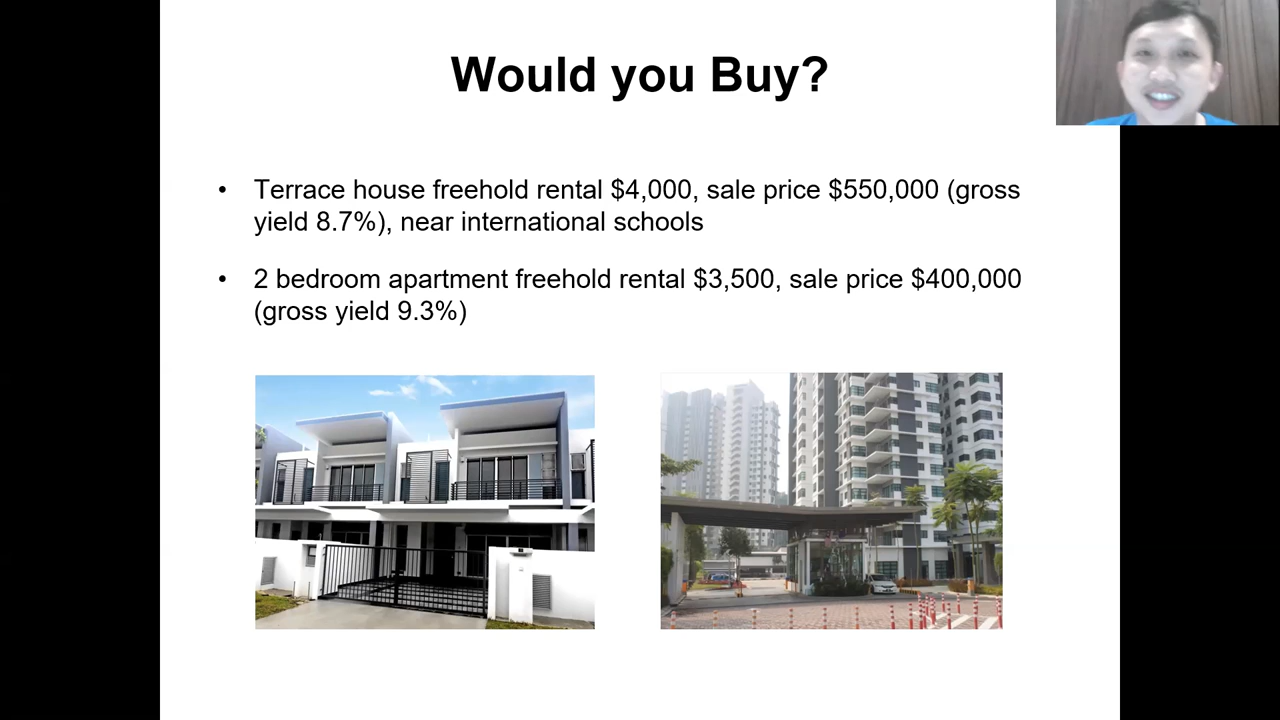 Would you Buy?
• Terrace house freehold rental $4,000, sale price $550,000 (gross
yield 8.7%), near international schools
• 2 bedroom apartment freehold rental $3,500, sale price $400,000
(gross yield 9.3%)